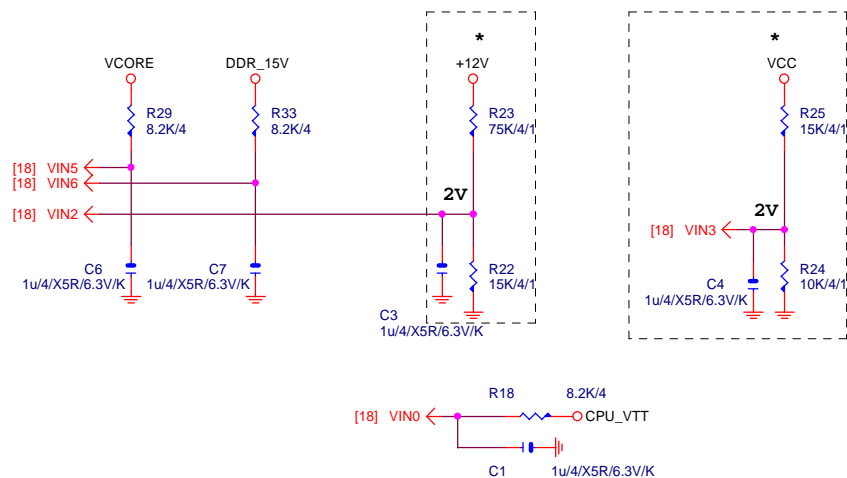 * *
VCORE DDR_15V +12V VCC
R29 R33 R23 R25
8.2K/4 8.2K/4 75K/4/1 15K/4/1
[18] VIN5
[18] VIN6
2V
[18] VIN2
2V
[18] VIN3
C6 C7 R22 C4 R24
1u/4/X5R/6.3V/K 1u/4/X5R/6.3V/K 15K/4/1 1u/4/X5R/6.3V/K 10K/4/1
C3
1u/4/X5R/6.3V/K
R18 8.2K/4
[18] VIN0 CPU_VTT
C1 1u/4/X5R/6.3V/K